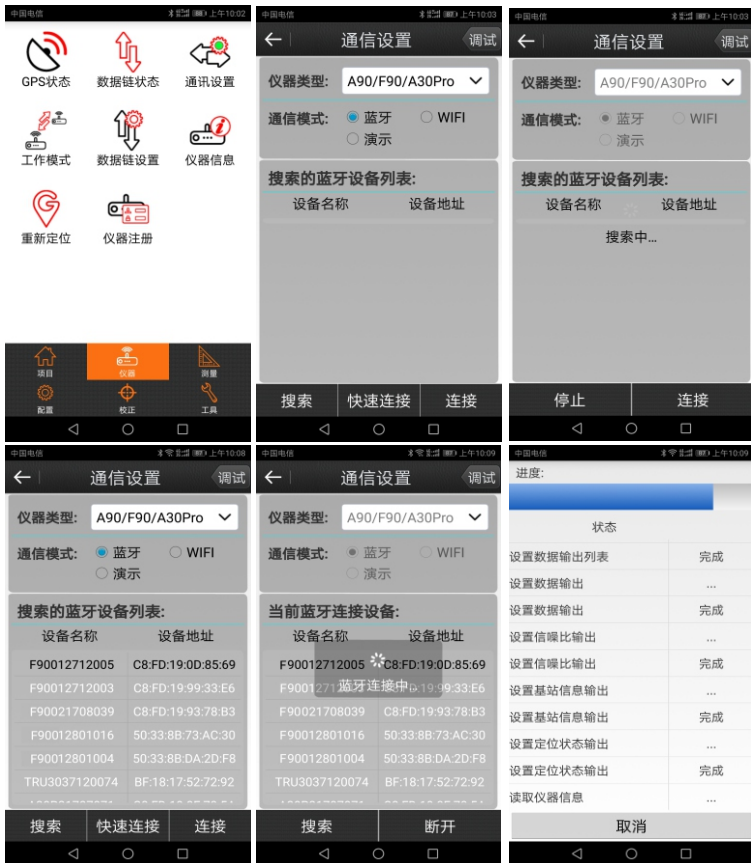 中国电信
上午10:02
GPS状态
数据链状态
通讯设置
工作模式
数据链设置
仪器信息
重新定位
仪器注册
项目
仪器
测量
配置
校正
工具
中国电信
上午10:03
通信设置
调试
仪器类型:
A90/F90/A30Pro
通信模式:
蓝牙
WIFI
演示
搜索的蓝牙设备列表:
设备名称
设备地址
搜索
快速连接
连接
中国电信
上午10:03
通信设置
调试
仪器类型:
A90/F90/A30Pro
通信模式:
蓝牙
WIFI
演示
搜索的蓝牙设备列表:
设备名称
设备地址
搜索中...
停止
连接
中国电信
上午10:08
通信设置
调试
仪器类型:
A90/F90/A30Pro
通信模式:
蓝牙
WIFI
演示
搜索的蓝牙设备列表:
设备名称
设备地址
F90012712005 C8:FD:19:0D:85:69
F90012712003 C8:FD:19:99:33:E6
F90021708039 C8:FD:19:93:78:B3
F90012801016 50:33:8B:73:AC:30
F90012801004 50:33:8B:DA:2D:F8
TRU3037120074 BF:18:17:52:72:92
搜索
快速连接
连接
中国电信
上午10:09
通信设置
调试
仪器类型:
A90/F90/A30Pro
通信模式:
蓝牙
WIFI
演示
当前蓝牙连接设备:
设备名称
设备地址
F90012712005 C8:FD:19:0D:85:69
蓝牙连接中..
F90021708039 C8:FD:19:93:78:B3
F90012801016 50:33:8B:73:AC:30
F90012801004 50:33:8B:DA:2D:F8
TRU3037120074 BF:18:17:52:72:92
搜索
断开
中国电信
上午10:09
进度:
状态
设置数据输出列表 完成
设置数据输出 ...
设置数据输出 完成
设置信噪比输出 ...
设置信噪比输出 完成
设置基站信息输出 ...
设置基站信息输出 完成
设置定位状态输出 ...
设置定位状态输出 完成
读取仪器信息 ...
取消